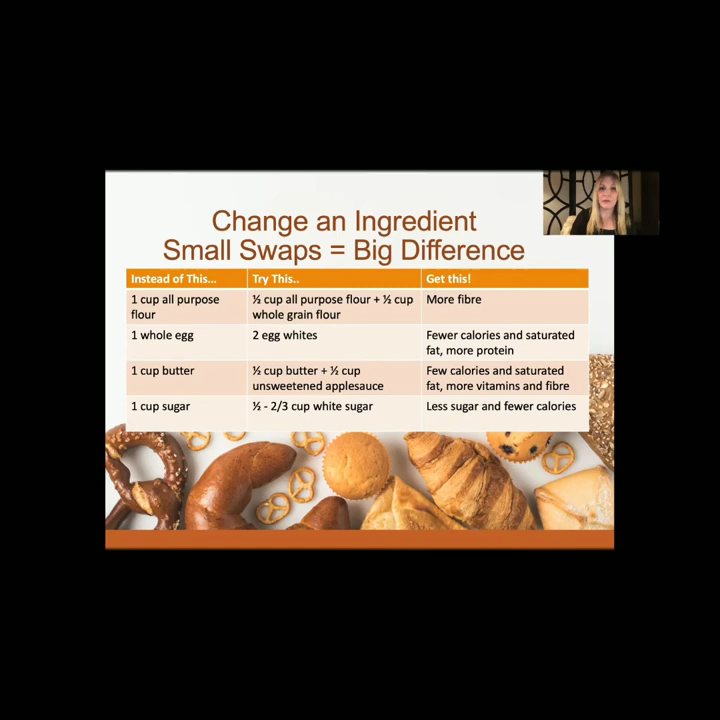 Change an Ingredient
Small Swaps = Big Difference
Instead of This... Try This.. Get this!
1 cup all purpose flour ½ cup all purpose flour + ½ cup whole grain flour More fibre
1 whole egg 2 egg whites Fewer calories and saturated fat, more protein
1 cup butter ½ cup butter + ½ cup unsweetened applesauce Few calories and saturated fat, more vitamins and fibre
1 cup sugar ½ - 2/3 cup white sugar Less sugar and fewer calories